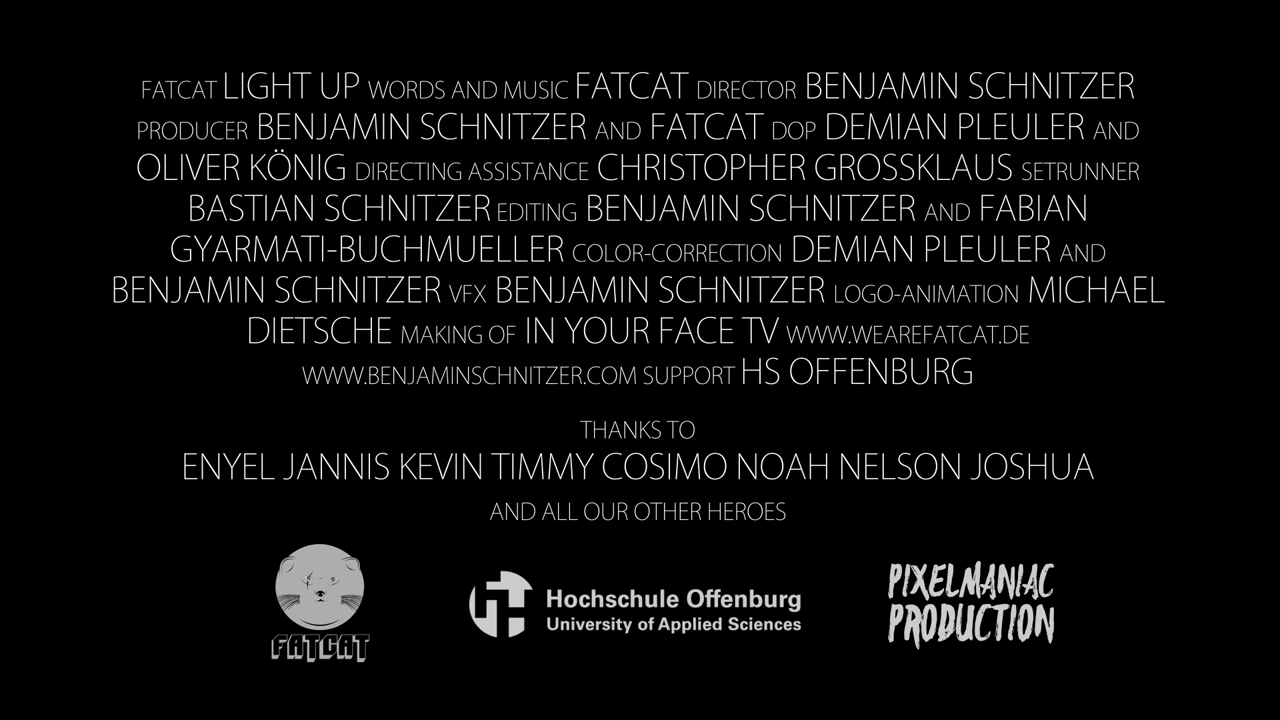 FATCAT LIGHT UP WORDS AND MUSIC FATCAT DIRECTOR BENJAMIN SCHNITZER
PRODUCER BENJAMIN SCHNITZER AND FATCAT DOP DEMIAN PLEULER AND
OLIVER KÖNIG DIRECTING ASSISTANCE CHRISTOPHER GROSSKLAUS SETRUNNER
BASTIAN SCHNITZER EDITING BENJAMIN SCHNITZER AND FABIAN
GYARMATI-BUCHMUELLER COLOR-CORRECTION DEMIAN PLEULER AND
BENJAMIN SCHNITZER VFX BENJAMIN SCHNITZER LOGO-ANIMATION MICHAEL
DIETSCHE MAKING OF IN YOUR FACE TV WWW.WEAREFATCAT.DE
WWW.BENJAMINSCHNITZER.COM SUPPORT HS OFFENBURG
THANKS TO
ENYEL JANNIS KEVIN TIMMY COSIMO NOAH NELSON JOSHUA
AND ALL OUR OTHER HEROES
FATCAT
Hochschule Offenburg
University of Applied Sciences
PIXELMANIAC
PRODUCTION